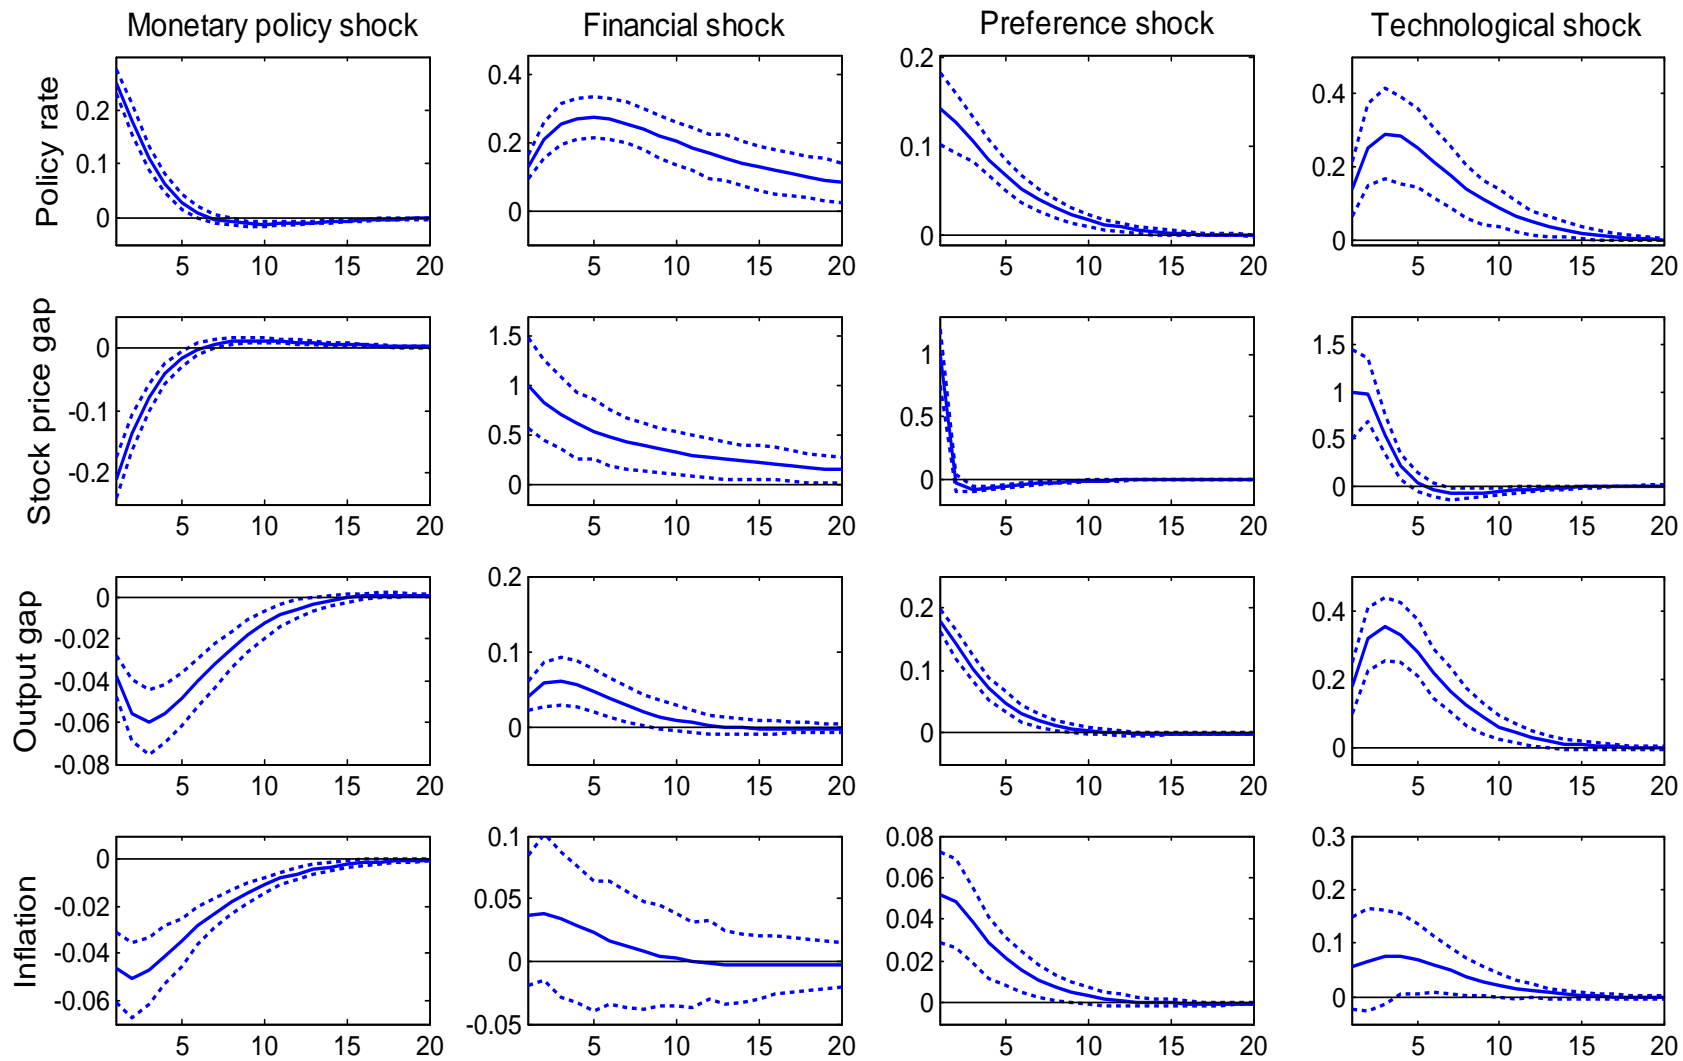 Monetary policy shock Financial shock Preference shock Technological shock
Policy rate
0.2
0.1
0
5 10 15 20
0.4
0.2
0
5 10 15 20
0.2
0.1
0
5 10 15 20
0.4
0.2
0
5 10 15 20
Stock price gap
0
-0.1
-0.2
5 10 15 20
1.5
1
0.5
0
5 10 15 20
1
0.5
0
5 10 15 20
1.5
1
0.5
0
5 10 15 20
Output gap
0
-0.02
-0.04
-0.06
-0.08
5 10 15 20
0.2
0.1
0
5 10 15 20
0.2
0.1
0
5 10 15 20
0.4
0.2
0
5 10 15 20
Inflation
0
-0.02
-0.04
-0.06
5 10 15 20
0.1
0.05
0
-0.05
5 10 15 20
0.08
0.06
0.04
0.02
0
5 10 15 20
0.3
0.2
0.1
0
5 10 15 20